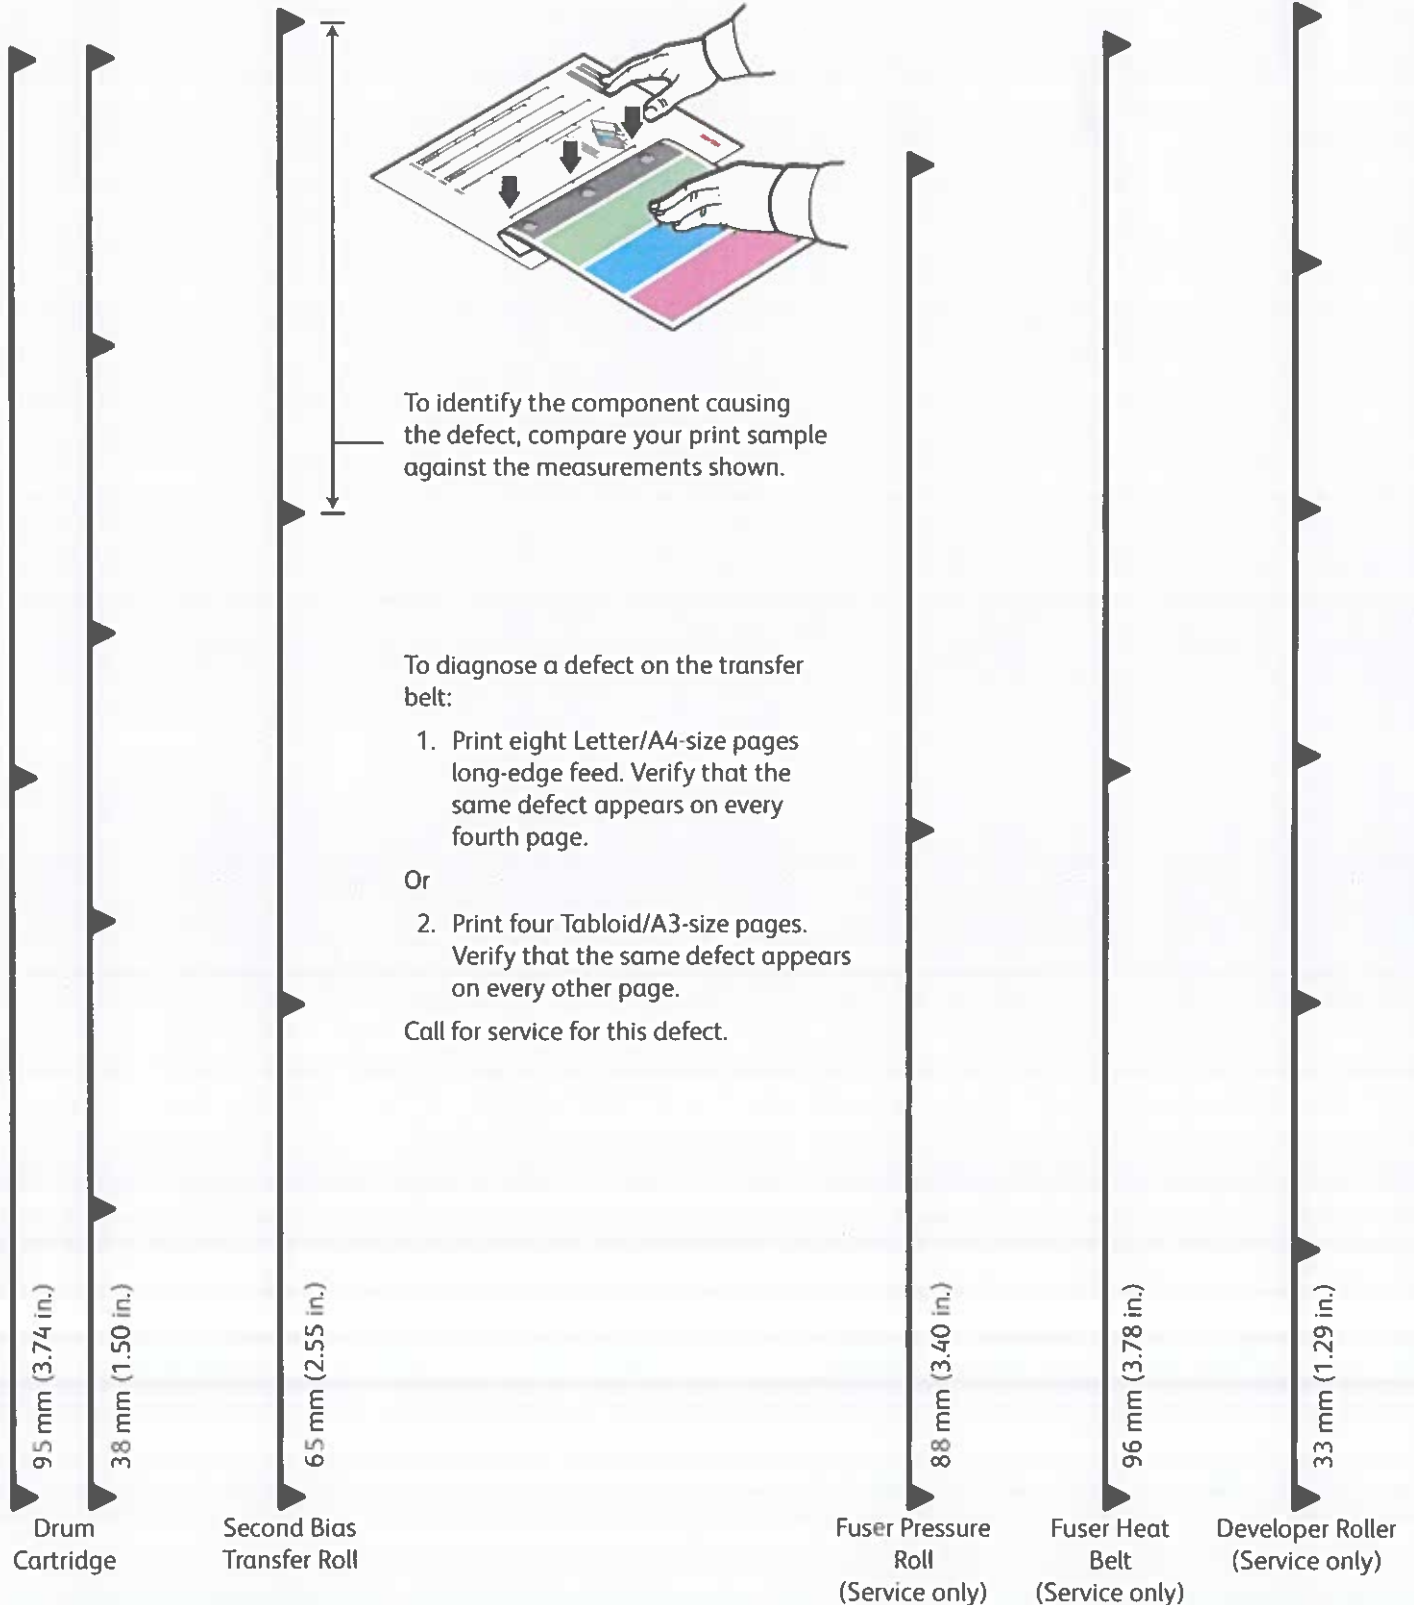 To identify the component causing
the defect, compare your print sample
against the measurements shown.
To diagnose a defect on the transfer
belt:
1. Print eight Letter/A4-size pages
long-edge feed. Verify that the
same defect appears on every
fourth page.
Or
2. Print four Tabloid/A3-size pages.
Verify that the same defect appears
on every other page.
Call for service for this defect.
95 mm (3.74 in.)
38 mm (1.50 in.)
65 mm (2.55 in.)
88 mm (3.40 in.)
96 mm (3.78 in.)
33 mm (1.29 in.)
Drum
Cartridge
Second Bias
Transfer Roll
Fuser Pressure
Roll
(Service only)
Fuser Heat
Belt
(Service only)
Developer Roller
(Service only)